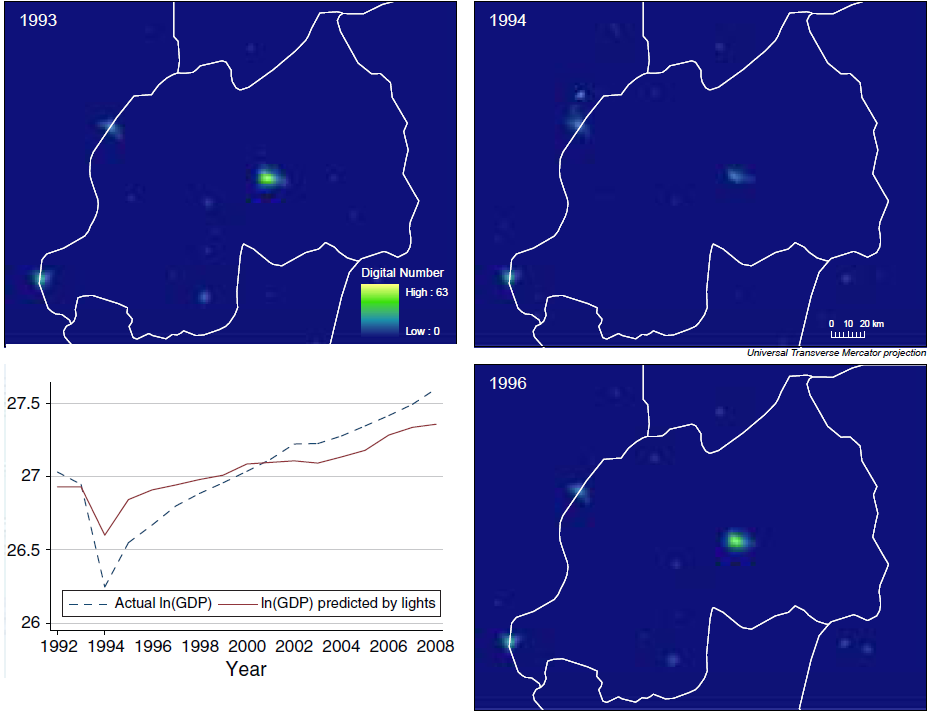 1993
Digital Number
High : 63
Low : 0
1994
0 10 20 km
Universal Transverse Mercator projection
27.5
27
26.5
26
Actual ln(GDP)
ln(GDP) predicted by lights
1992 1994 1996 1998 2000 2002 2004 2006 2008
Year
1996